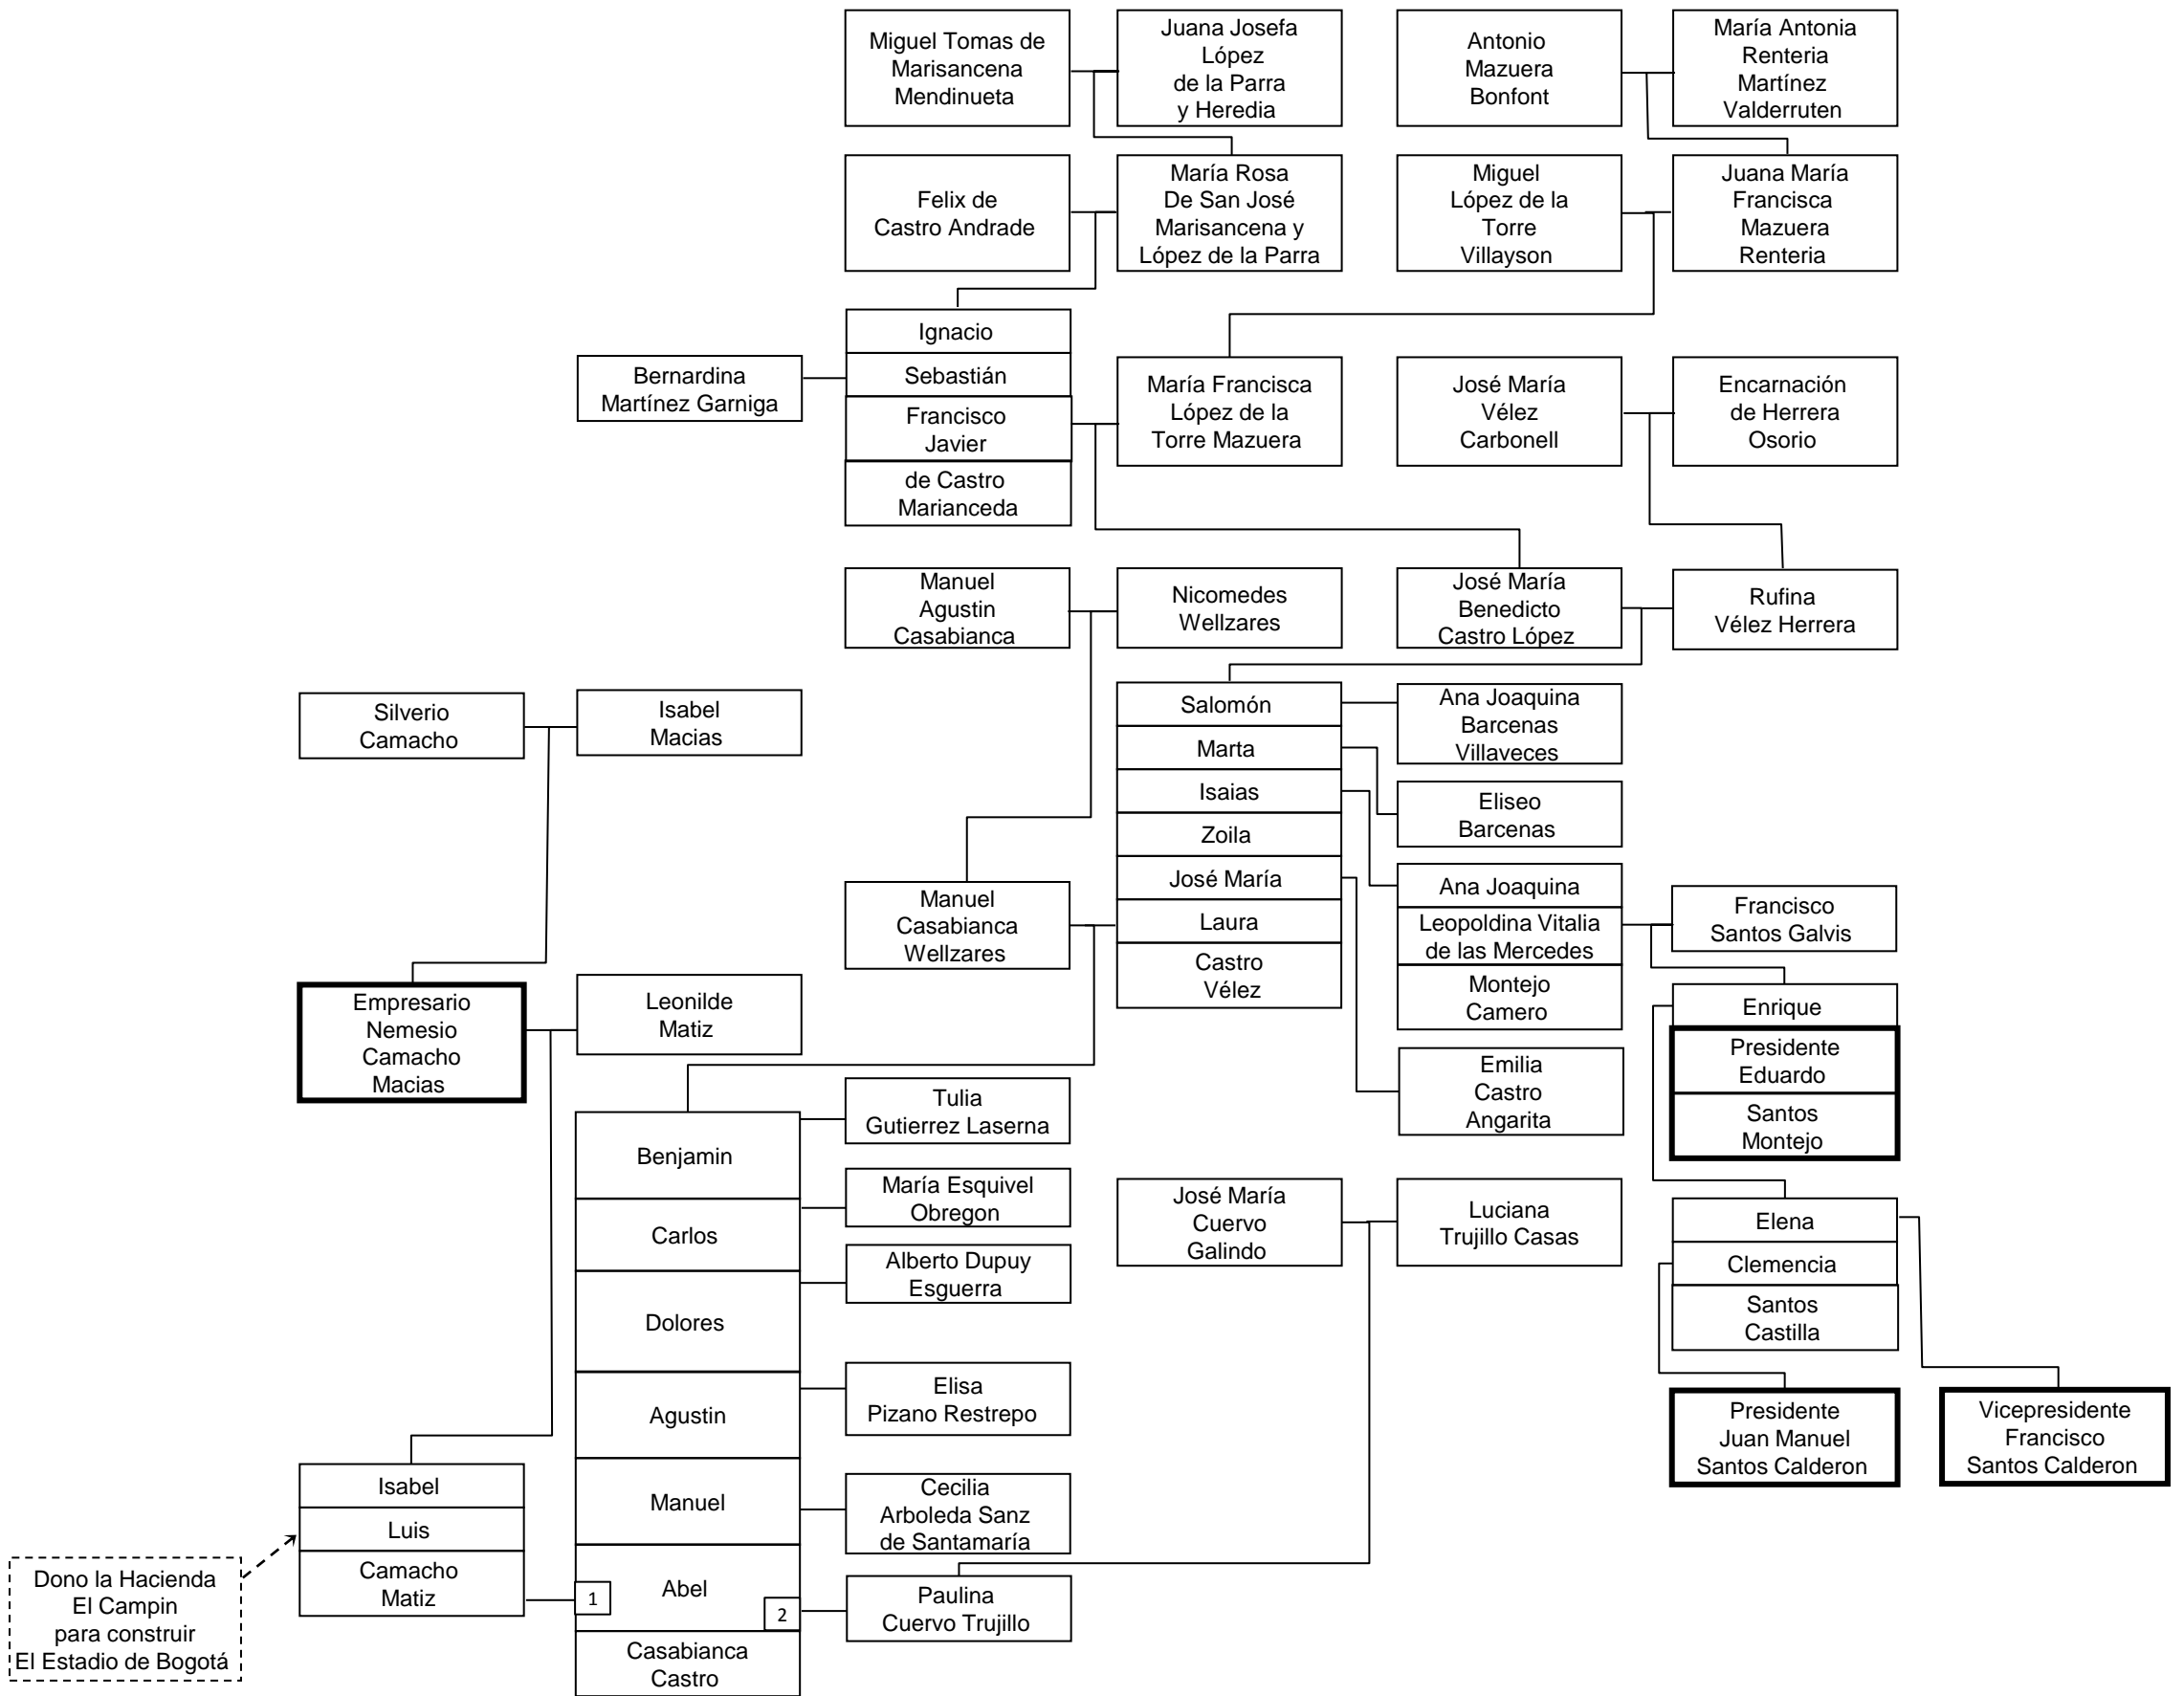 Miguel Tomas de
Marisancena
Mendinueta
Juana Josefa
López
de la Parra
y Heredia
Antonio
Mazuera
Bonfont
María Antonia
Renteria
Martínez
Valderruten
Felix de
Castro Andrade
María Rosa
De San José
Marisancena y
López de la Parra
Miguel
López de la
Torre
Villayson
Juana María
Francisca
Mazuera
Renteria
Bernardina
Martínez Garniga
Ignacio
Sebastián
Francisco
Javier
de Castro
Marianceda
María Francisca
López de la
Torre Mazuera
José María
Vélez
Carbonell
Encarnación
de Herrera
Osorio
Manuel
Agustin
Casabianca
Nicomedes
Wellzares
José María
Benedicto
Castro López
Rufina
Vélez Herrera
Silverio
Camacho
Isabel
Macias
Salomón
Marta
Isaias
Zoila
José María
Laura
Castro
Vélez
Ana Joaquina
Barcenas
Villaveces
Eliseo
Barcenas
Manuel
Casabianca
Wellzares
Ana Joaquina
Leopoldina Vitalia
de las Mercedes
Montejo
Camero
Francisco
Santos Galvis
Empresario
Nemesio
Camacho
Macias
Leonilde
Matiz
Enrique
Presidente
Eduardo
Santos
Montejo
Emilia
Castro
Angarita
Benjamin
Carlos
Dolores
Agustin
Manuel
Abel
1
2
Casabianca
Castro
Tulia
Gutierrez Laserna
María Esquivel
Obregon
Alberto Dupuy
Esguerra
Elisa
Pizano Restrepo
Cecilia
Arboleda Sanz
de Santamaría
Paulina
Cuervo Trujillo
José María
Cuervo
Galindo
Luciana
Trujillo Casas
Elena
Clemencia
Santos
Castilla
Presidente
Juan Manuel
Santos Calderon
Vicepresidente
Francisco
Santos Calderon
Isabel
Luis
Camacho
Matiz
Dono la Hacienda
El Campin
para construir
El Estadio de Bogotá